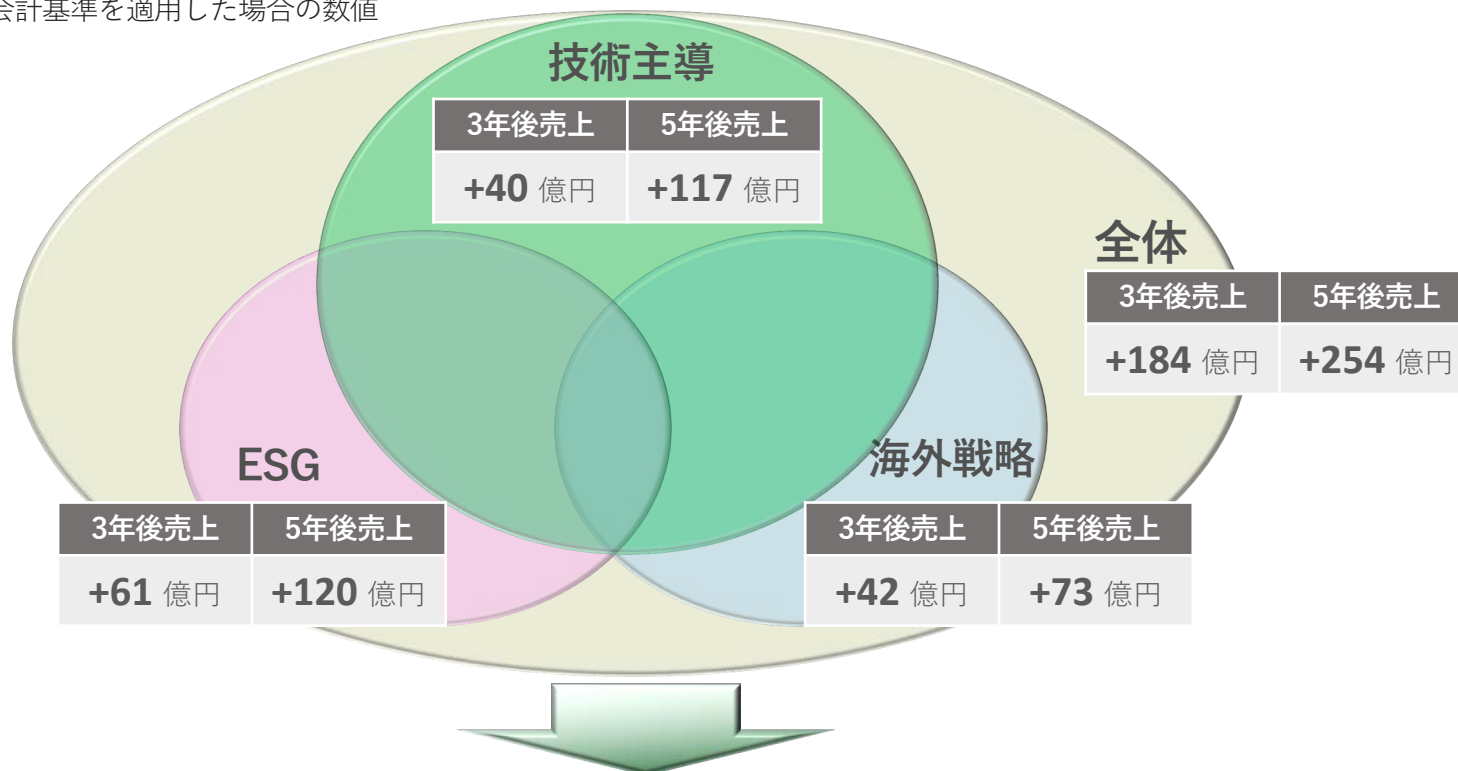 会計基準を適用した場合の数値
技術主導
3年後売上 5年後売上
+40 億円 +117 億円
全体
3年後売上 5年後売上
+184 億円 +254 億円
ESG
3年後売上 5年後売上
+61 億円 +120 億円
海外戦略
3年後売上 5年後売上
+42 億円 +73 億円